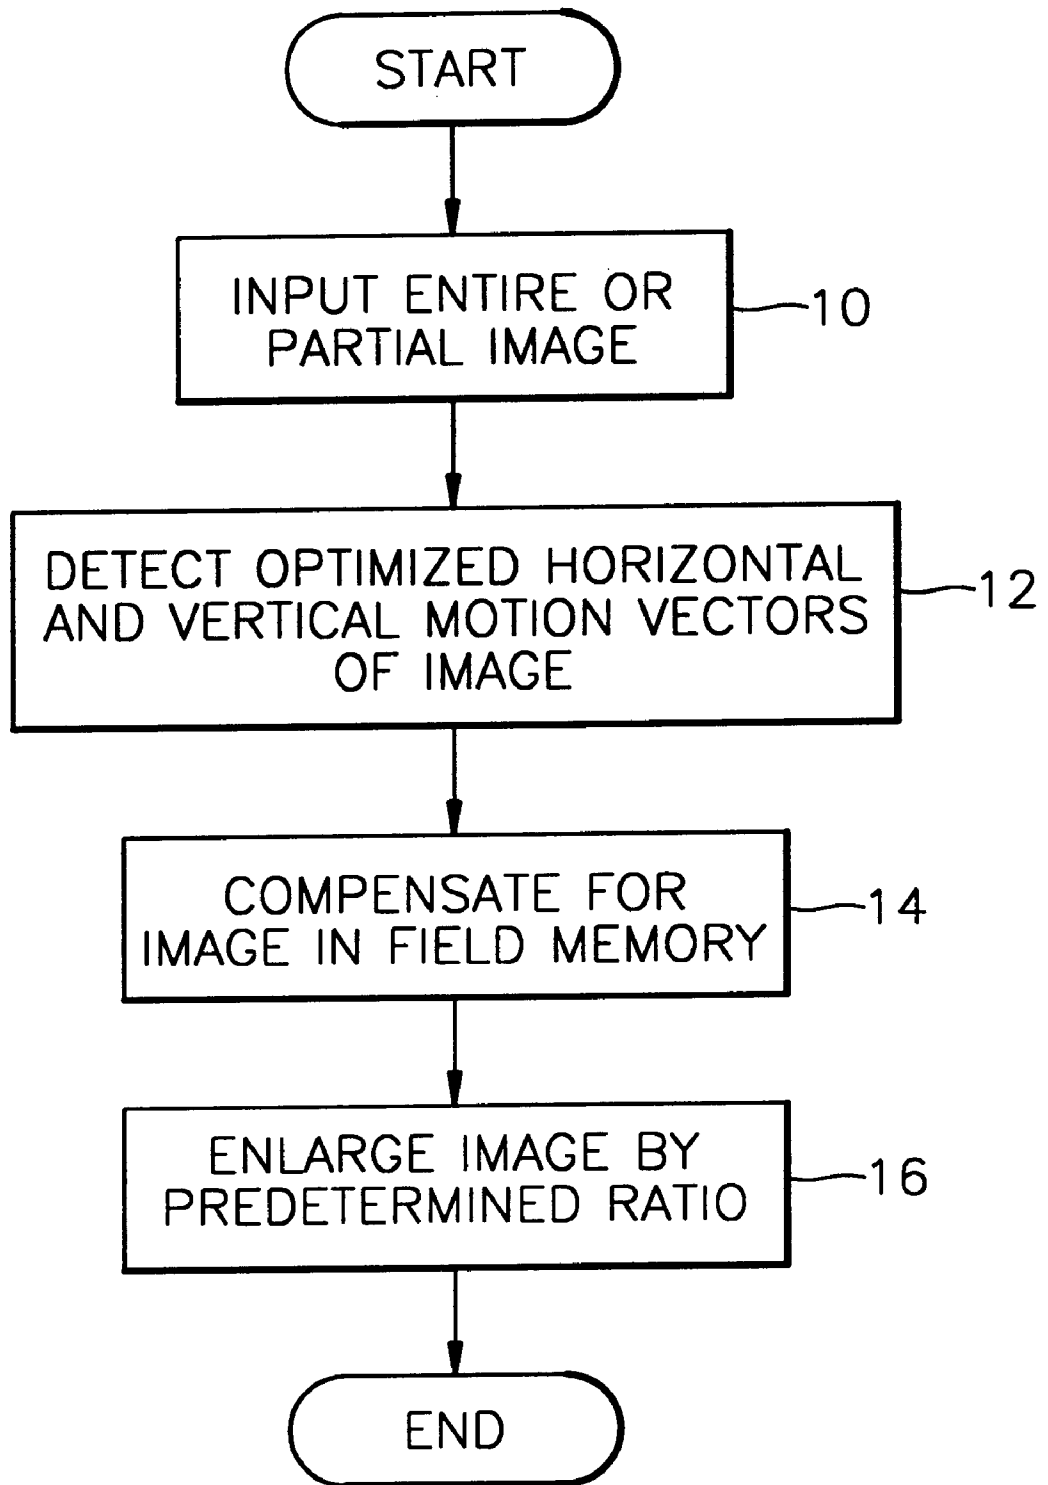 START
INPUT ENTIRE OR
PARTIAL IMAGE
10
DETECT OPTIMIZED HORIZONTAL
AND VERTICAL MOTION VECTORS
OF IMAGE
12
COMPENSATE FOR
IMAGE IN FIELD MEMORY
14
ENLARGE IMAGE BY
PREDETERMINED RATIO
16
END